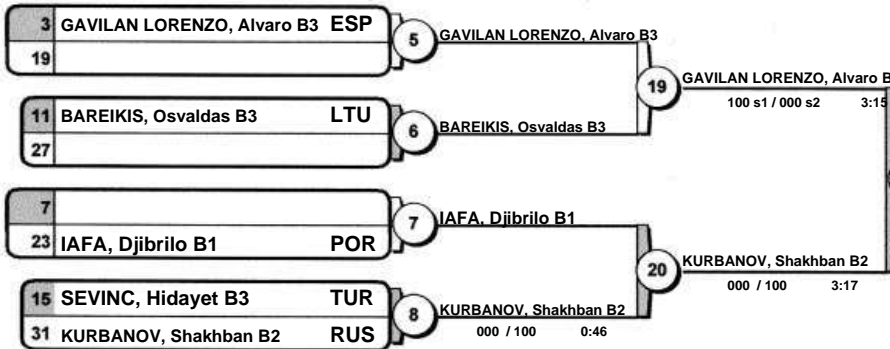 3 GAVILAN LORENZO, Alvaro B3 ESP
19
5 GAVILAN LORENZO, Alvaro B3
11 BAREIKIS, Osvaldas B3 LTU
27
6 BAREIKIS, Osvaldas B3
19 GAVILAN LORENZO, Alvaro B
100 s1 / 000 s2 3:15
7
23 IAFA, Djibrilo B1 POR
7 IAFA, Djibrilo B1
15 SEVINC, Hidayet B3 TUR
31 KURBANOV, Shakhban B2 RUS
8 KURBANOV, Shakhban B2
000 / 100 0:46
20 KURBANOV, Shakhban B2
000 / 100 3:17